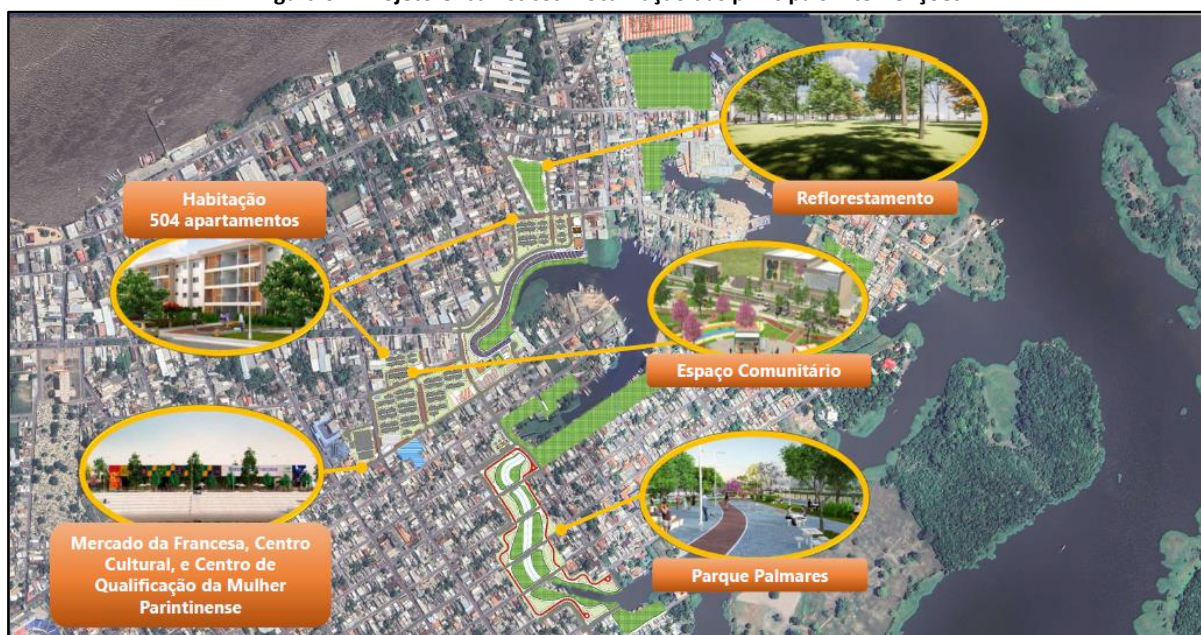 Habitação
504 apartamentos
Reflorestamento
Espaço Comunitário
Mercado da Francesa, Centro
Cultural, e Centro de
Qualificação da Mulher
Parintinense
Parque Palmares